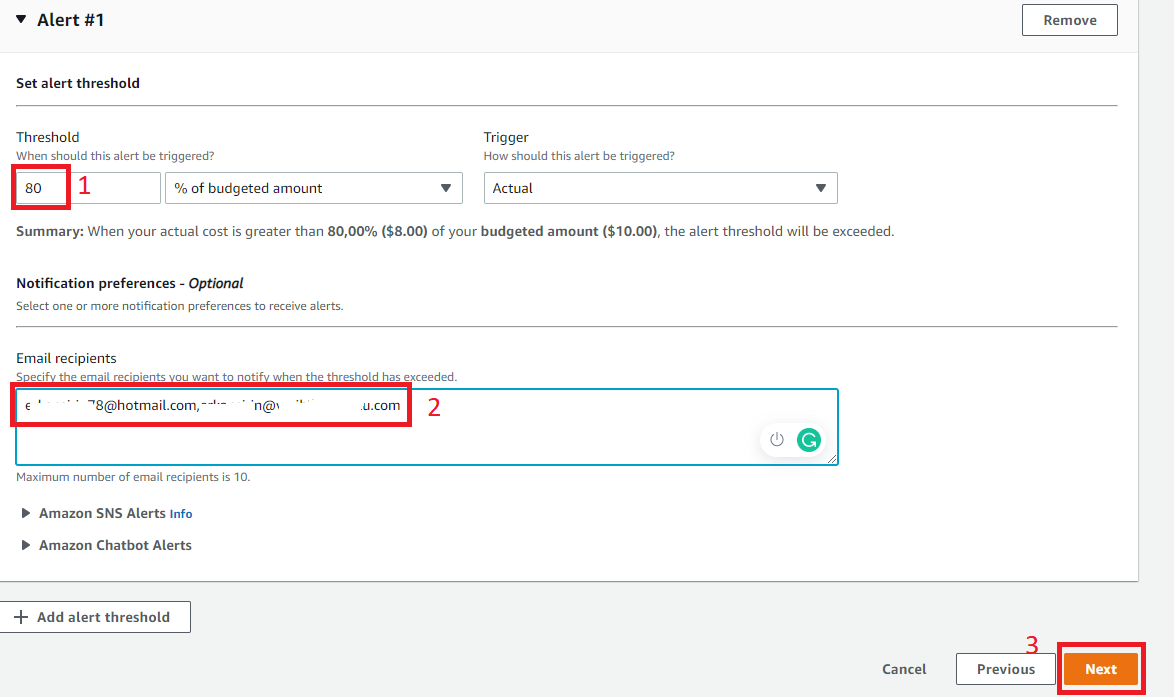 Alert #1
Remove
Set alert threshold
Threshold
Trigger
When should this alert be triggered?
How should this alert be triggered?
80
1
% of budgeted amount
Actual
Summary: When your actual cost is greater than 80,00% ($8.00) of your budgeted amount ($10.00), the alert threshold will be exceeded.
Notification preferences - Optional
Select one or more notification preferences to receive alerts.
Email recipients
Specify the email recipients you want to notify when the threshold has exceeded.
78@hotmail.com,
u.com
2
Maximum number of email recipients is 10.
Amazon SNS Alerts Info
Amazon Chatbot Alerts
Add alert threshold
3
Cancel
Previous
Next